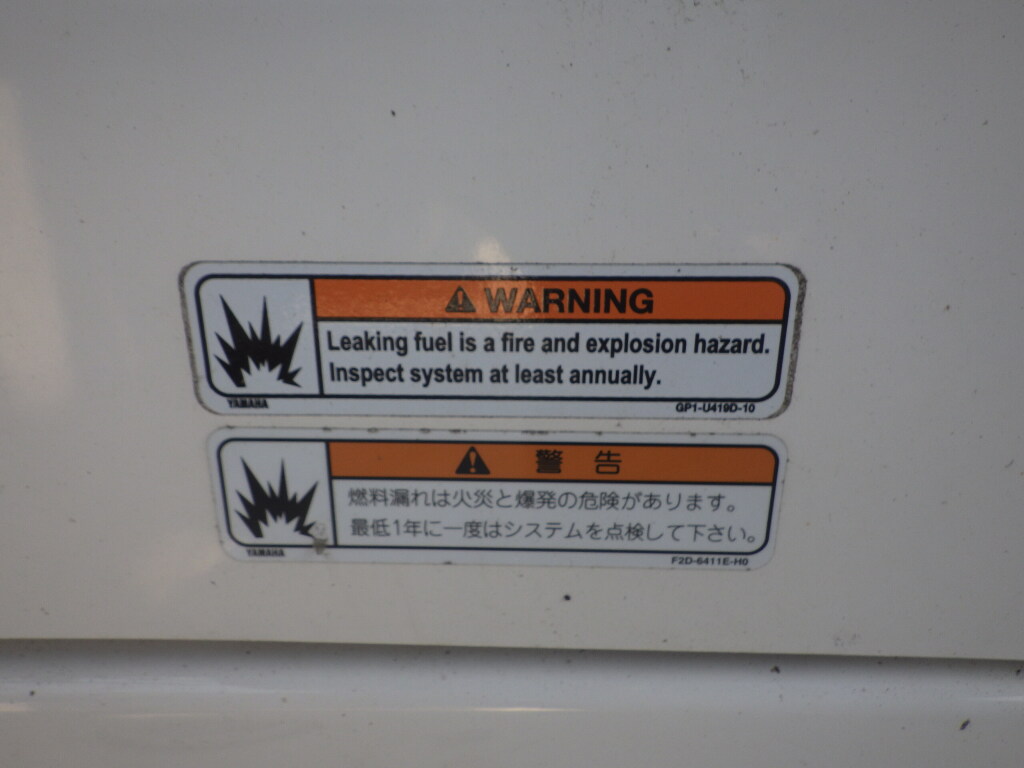 WARNING
Leaking fuel is a fire and explosion hazard.
Inspect system at least annually.
YAMAHA
GP1-U419D-10
警告
燃料漏れは火災と爆発の危険があります。
最低1年に一度はシステムを点検して下さい。
YAMAHA
F2D-6411E-H0